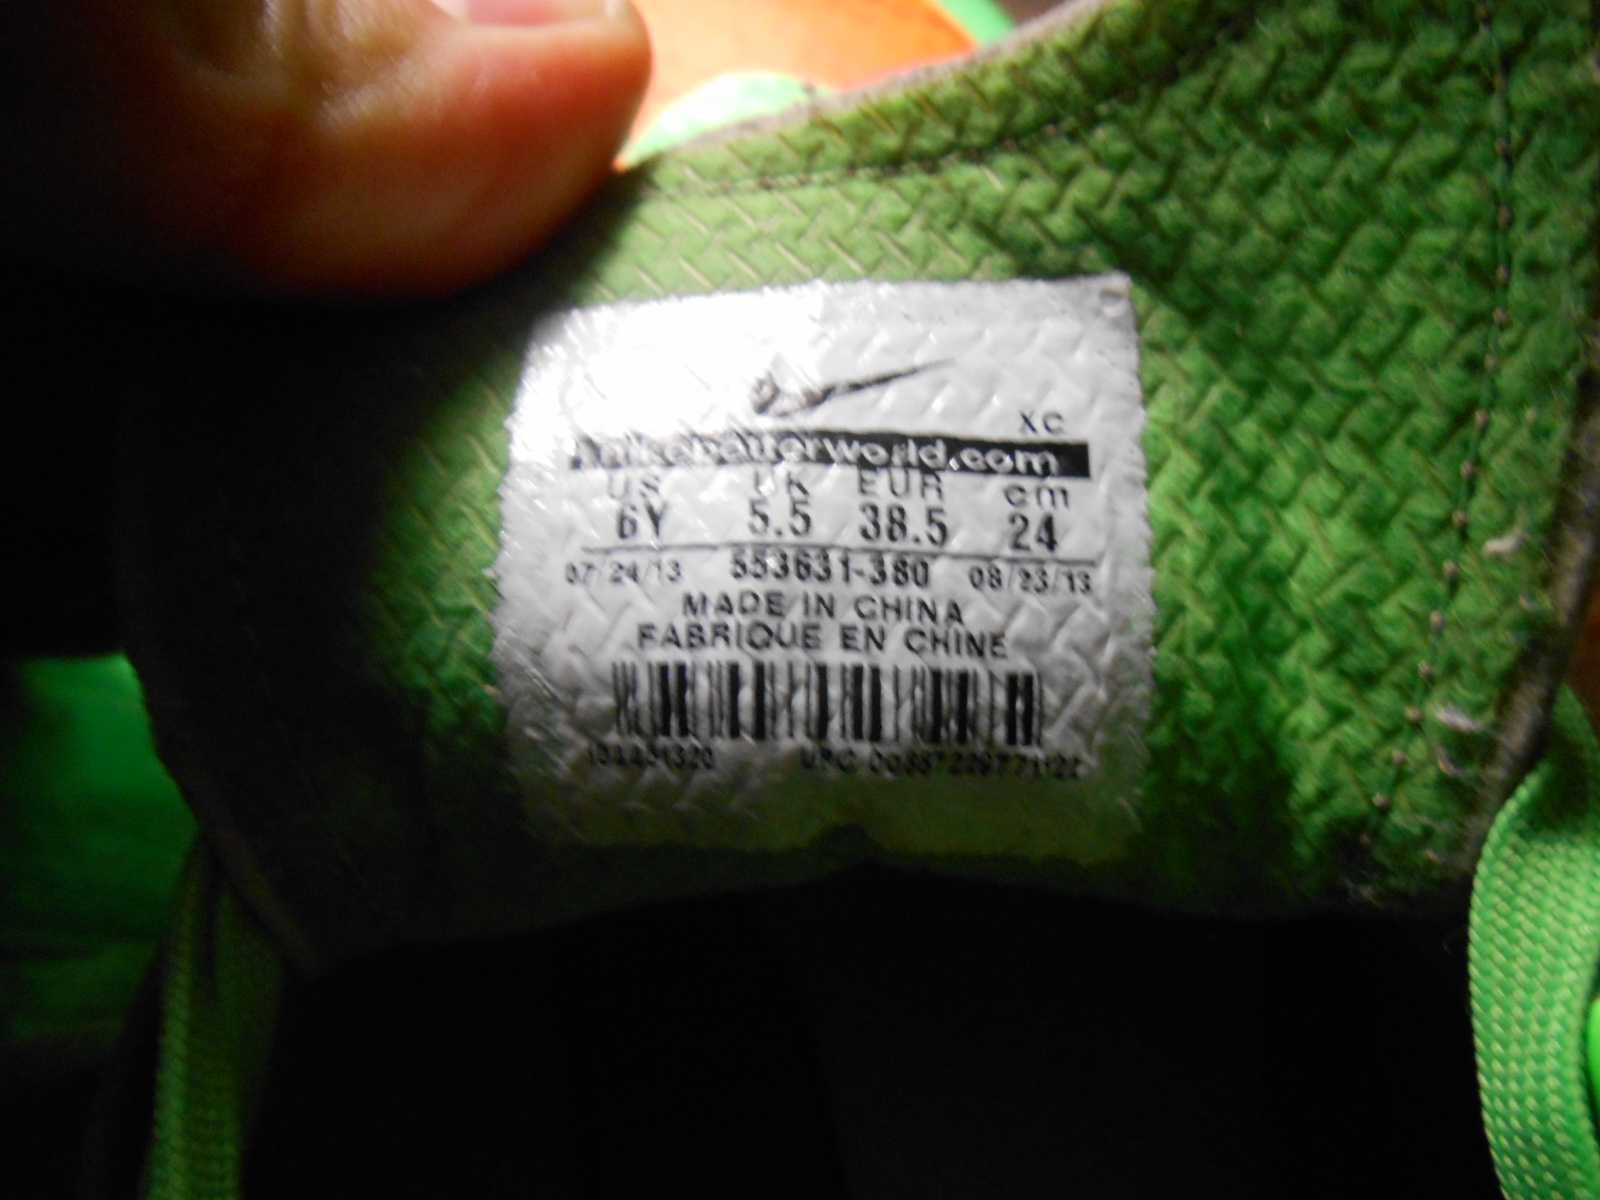 XC
nikebetterworld.com
US UK EUR cm
6Y 5.5 38.5 24
07/24/13 553631-380 08/23/13
MADE IN CHINA
FABRIQUE EN CHINE
UPC